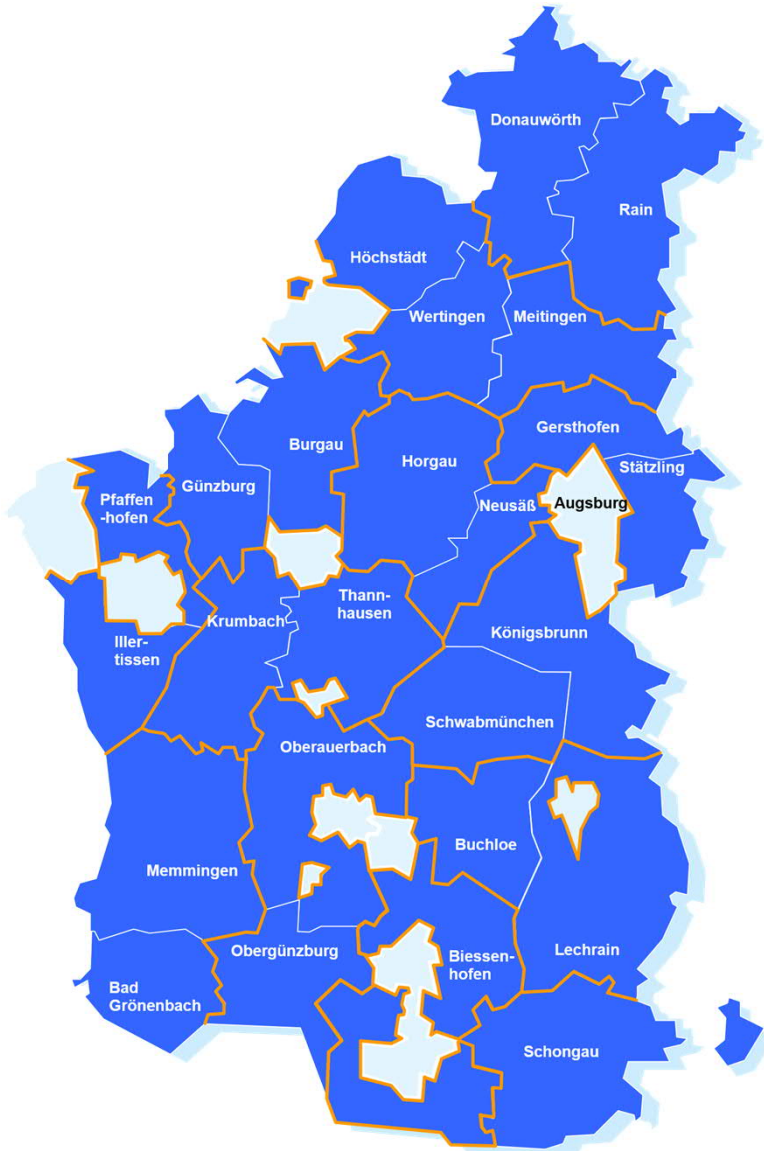 Donauwörth
Rain
Höchstädt
Wertingen
Meitingen
Gersthofen
Burgau
Horgau
Stätzling
Günzburg
Pfaffen
-hofen
Neusäß
Augsburg
Thann-
hausen
Krumbach
Königsbrunn
Iller-
tissen
Schwabmünchen
Oberauerbach
Buchloe
Memmingen
Obergünzburg
Biessen-
hofen
Lechrain
Bad
Grönenbach
Schongau